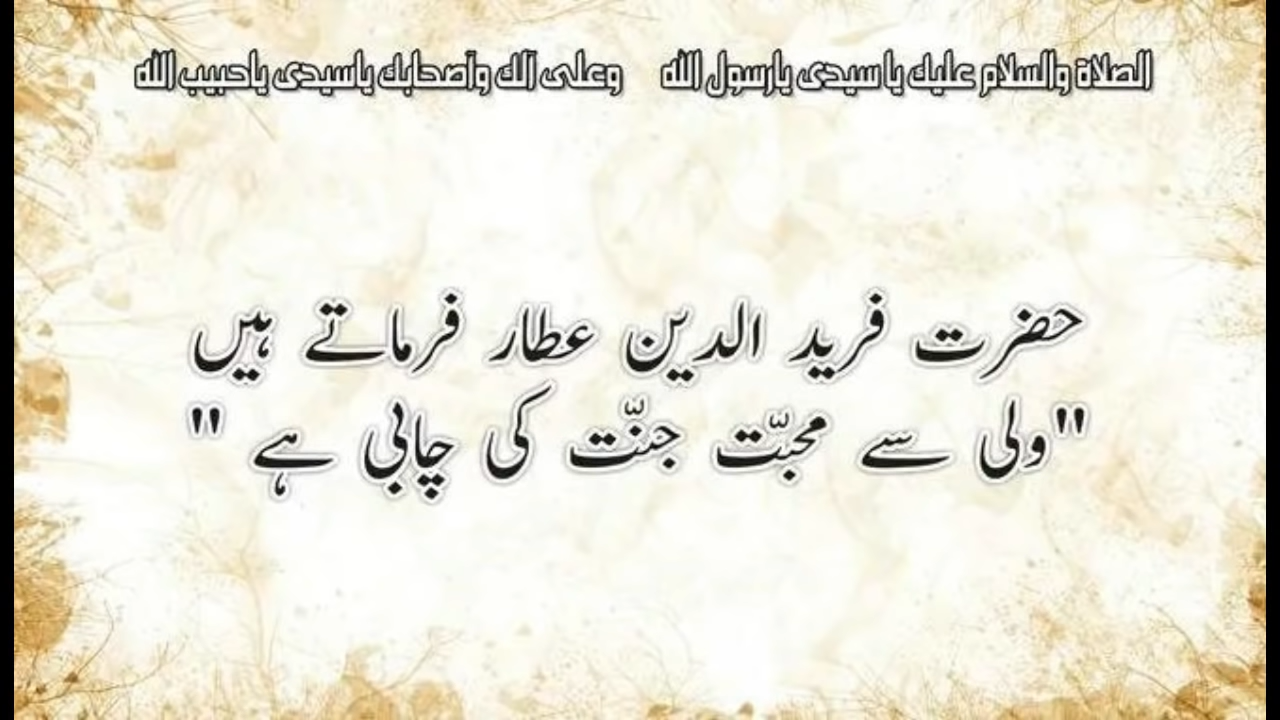 الصلاة والسلام عليك يا سيدى يارسول الله وعلى آلك وآصحابك ياسيدى ياحبيب الله
حضرت فرید الدین عطار فرماتے ہیں
"ولی سے محبّت جنّت کی چابی ہے "